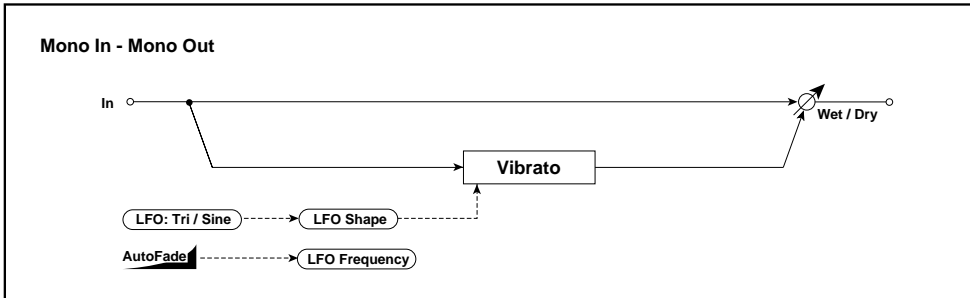 Mono In - Mono Out
In
Wet / Dry
Vibrato
LFO: Tri / Sine
LFO Shape
AutoFade
LFO Frequency